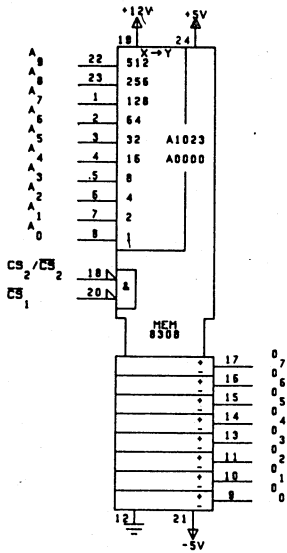 +12V +5V
19 24
X→Y
A9 22 512
A8 23 256
A7 1 128
A6 2 64
A5 3 32 A1023
A4 4 16 A0000
A3 5 8
A2 6 4
A1 7 2
A0 8 1
CS2/C̅S̅2 18 &
C̅S̅1 20
MEM
8308
17 O7
16 O6
15 O5
14 O4
13 O3
11 O2
10 O1
9 O0
12 21
-5V